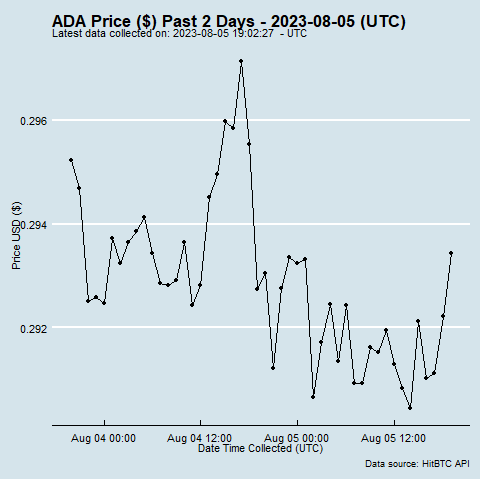 ADA Price ($) Past 2 Days - 2023-08-05 (UTC)
Latest data collected on: 2023-08-05 19:02:27 - UTC
0.296
0.294
0.292
Price USD ($)
Aug 04 00:00 Aug 04 12:00 Aug 05 00:00 Aug 05 12:00
Date Time Collected (UTC)
Data source: HitBTC API